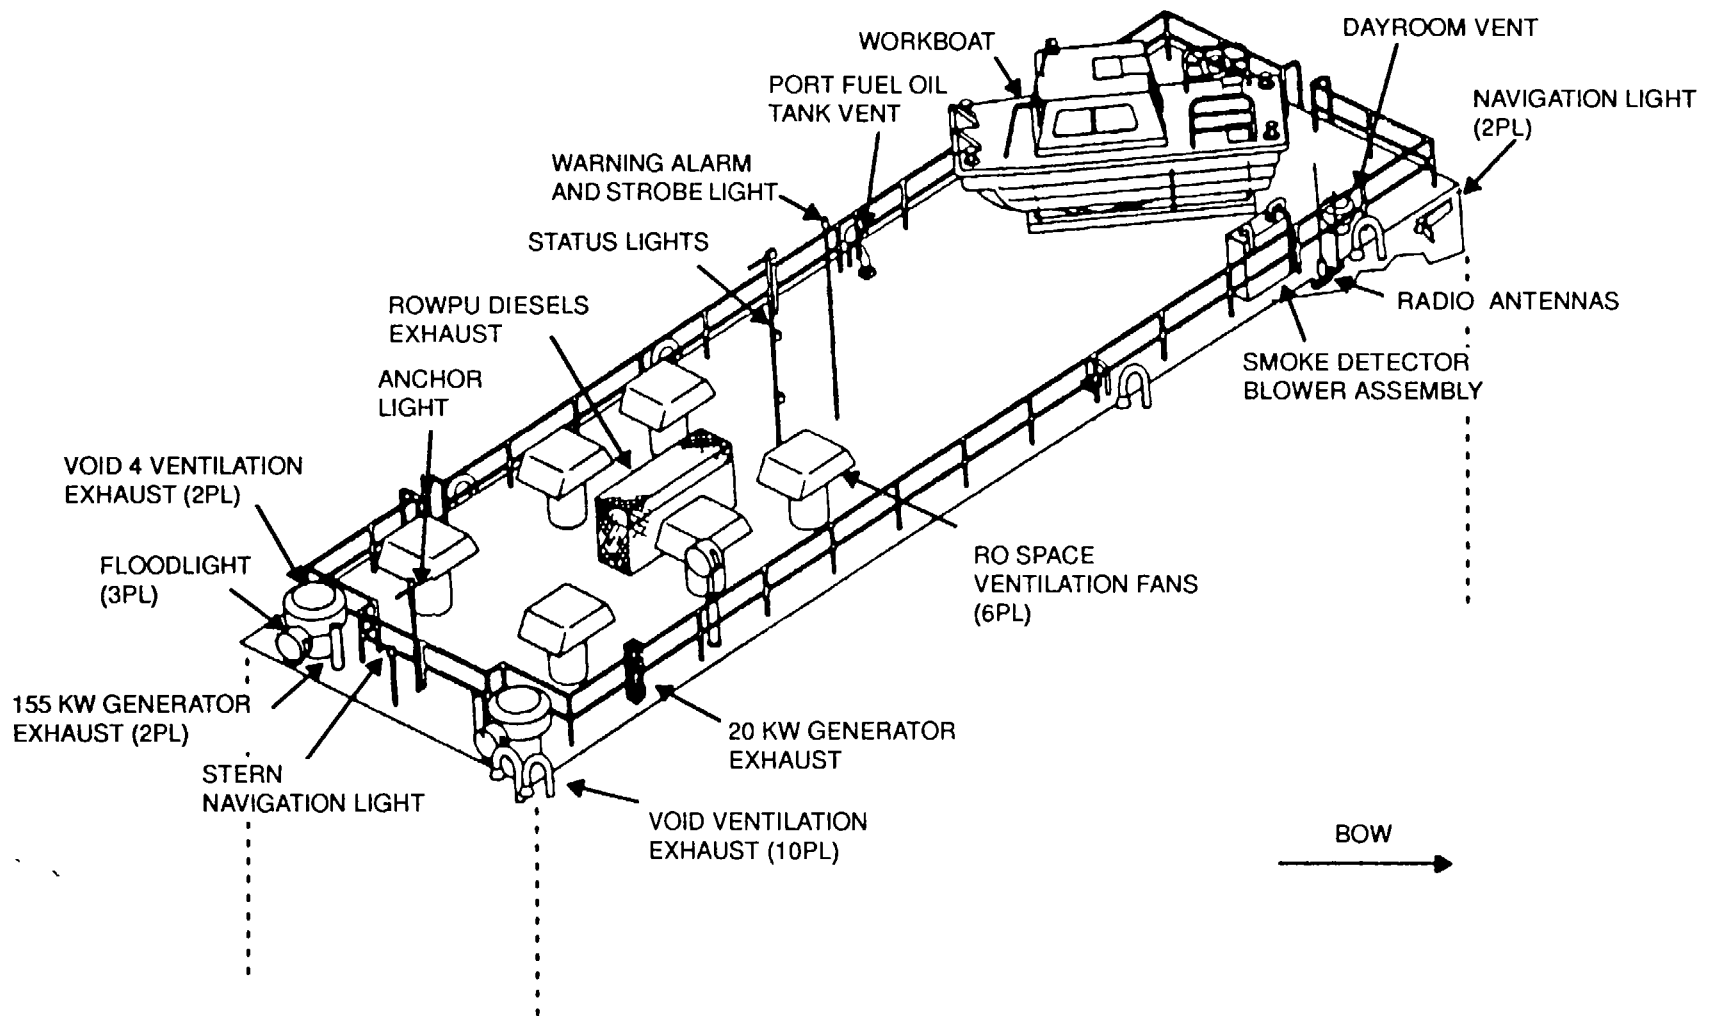 DAYROOM VENT
WORKBOAT
PORT FUEL OIL
TANK VENT
NAVIGATION LIGHT
(2PL)
WARNING ALARM
AND STROBE LIGHT
STATUS LIGHTS
ROWPU DIESELS
EXHAUST
RADIO ANTENNAS
SMOKE DETECTOR
BLOWER ASSEMBLY
ANCHOR
LIGHT
VOID 4 VENTILATION
EXHAUST (2PL)
FLOODLIGHT
(3PL)
RO SPACE
VENTILATION FANS
(6PL)
155 KW GENERATOR
EXHAUST (2PL)
20 KW GENERATOR
EXHAUST
STERN
NAVIGATION LIGHT
VOID VENTILATION
EXHAUST (10PL)
BOW